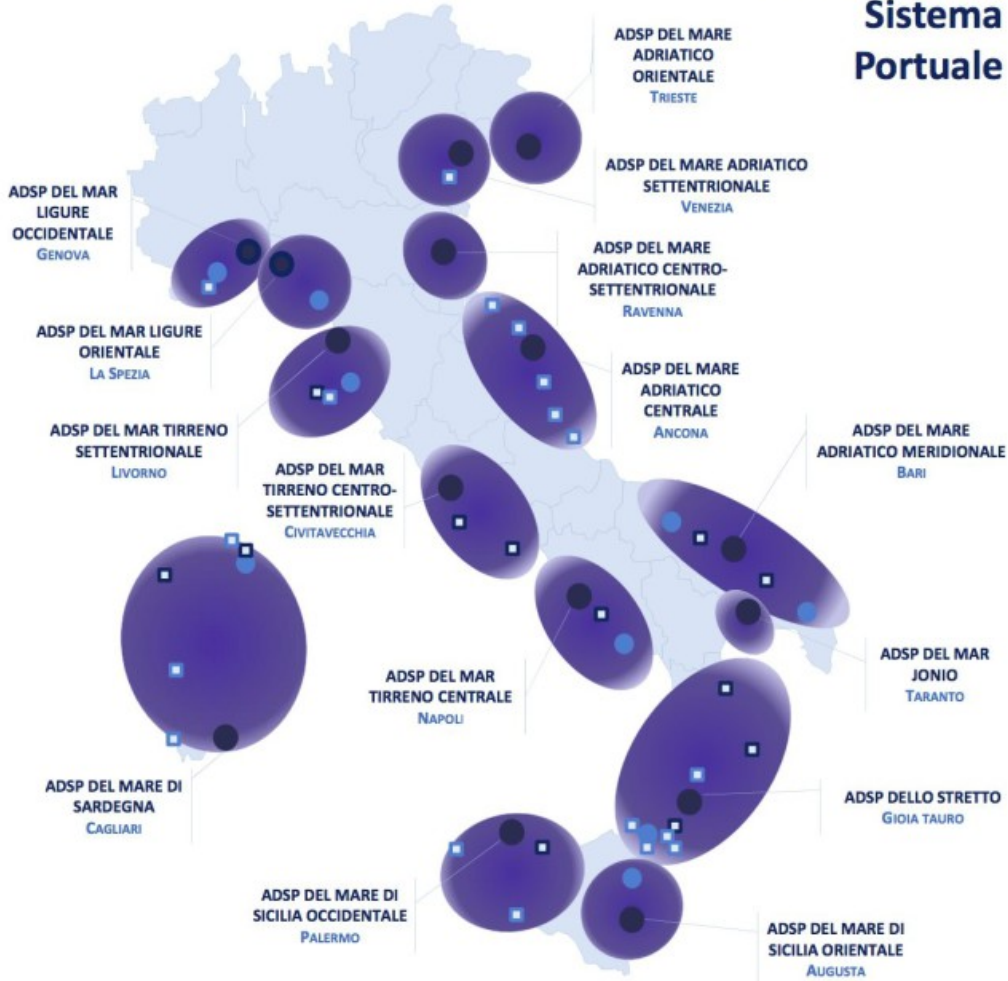 Sistema
Portuale
ADSP DEL MARE
ADRIATICO
ORIENTALE
TRIESTE
ADSP DEL MARE ADRIATICO
SETTENTRIONALE
VENEZIA
ADSP DEL MAR
LIGURE
OCCIDENTALE
GENOVA
ADSP DEL MARE
ADRIATICO CENTRO-
SETTENTRIONALE
RAVENNA
ADSP DEL MAR LIGURE
ORIENTALE
LA SPEZIA
ADSP DEL MARE
ADRIATICO
CENTRALE
ANCONA
ADSP DEL MAR TIRRENO
SETTENTRIONALE
LIVORNO
ADSP DEL MARE
ADRIATICO MERIDIONALE
BARI
ADSP DEL MAR
TIRRENO CENTRO-
SETTENTRIONALE
CIVITAVECCHIA
ADSP DEL MAR
JONIO
TARANTO
ADSP DEL MAR
TIRRENO CENTRALE
NAPOLI
ADSP DEL MARE DI
SARDEGNA
CAGLIARI
ADSP DELLO STRETTO
GIOIA TAURO
ADSP DEL MARE DI
SICILIA OCCIDENTALE
PALERMO
ADSP DEL MARE DI
SICILIA ORIENTALE
AUGUSTA